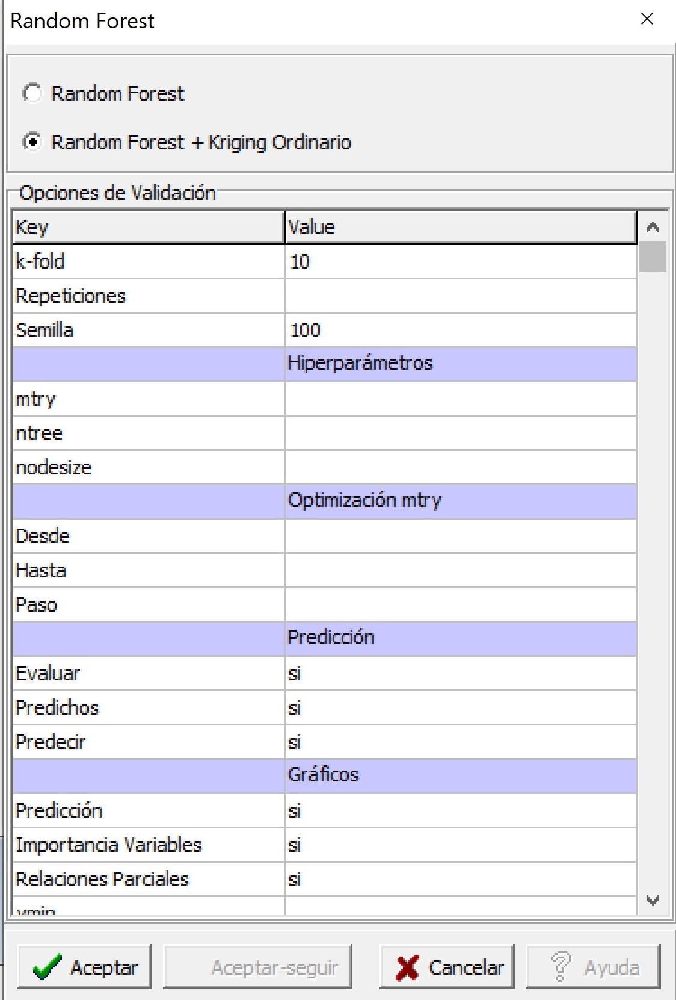 Random Forest
Random Forest
Random Forest + Kriging Ordinario
Opciones de Validación
Key Value
k-fold 10
Repeticiones
Semilla 100
Hiperparámetros
mtry
ntree
nodesize
Optimización mtry
Desde
Hasta
Paso
Predicción
Evaluar si
Predichos si
Predecir si
Gráficos
Predicción si
Importancia Variables si
Relaciones Parciales si
Aceptar Aceptar-seguir Cancelar Ayuda